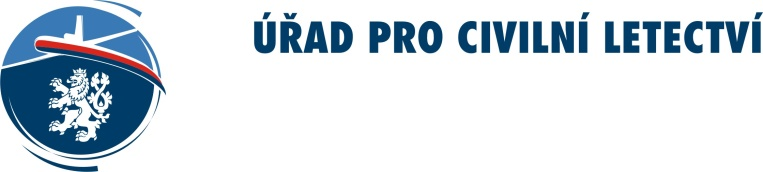 ÚŘAD PRO CIVILNÍ LETECTVÍ